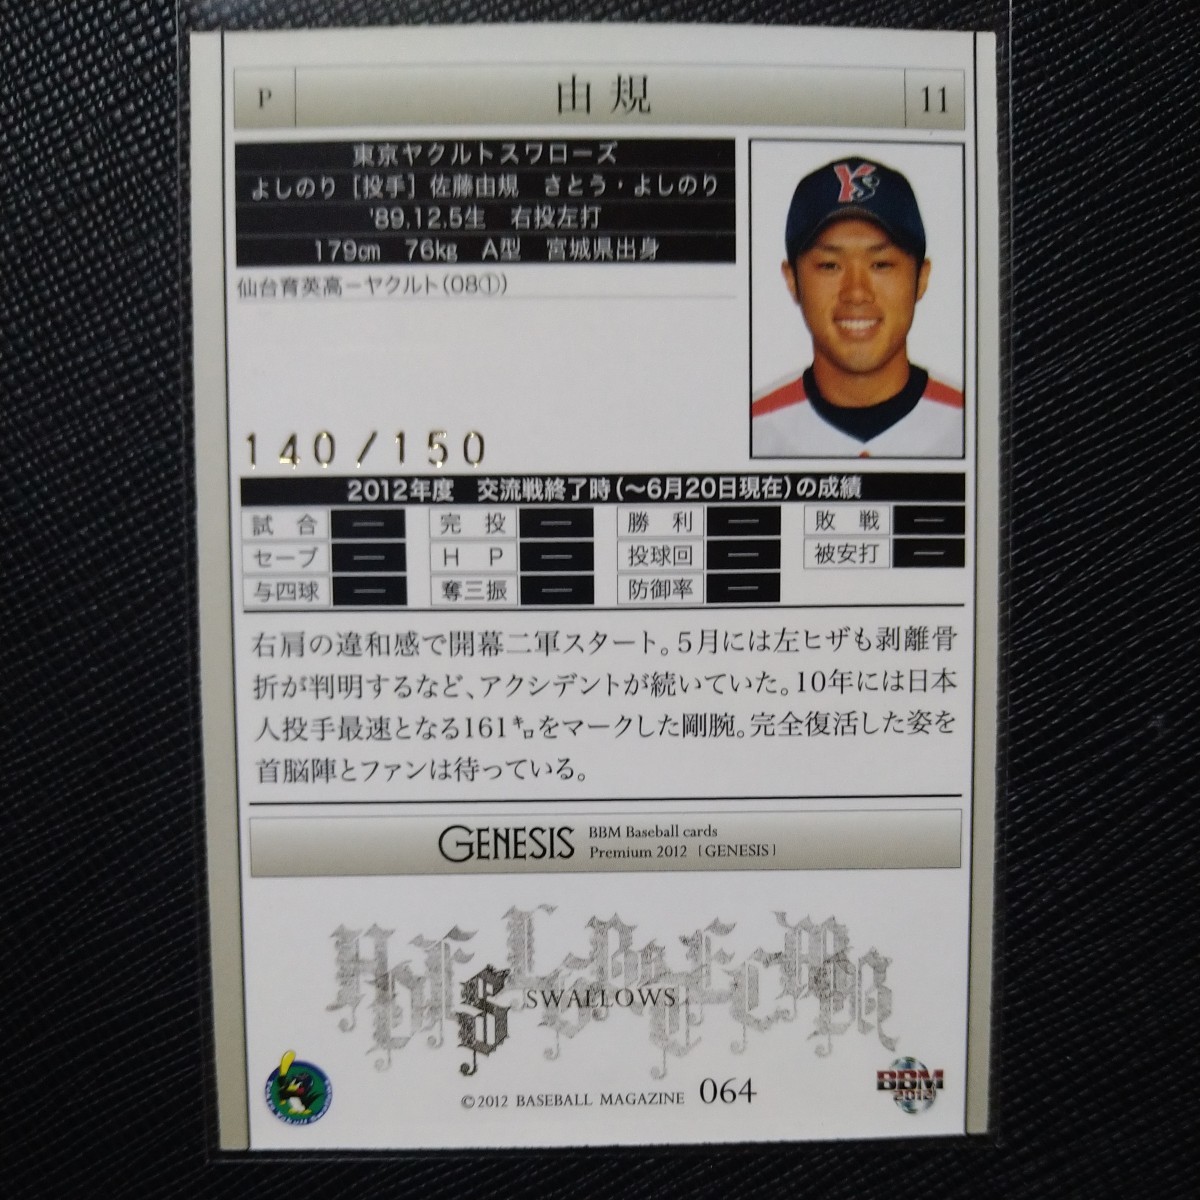 P 由規 11
東京ヤクルトスワローズ
よしのり [投手] 佐藤由規 さとう・よしのり
'89.12.5生 右投左打
179㎝ 76㎏ A型 宮城県出身
仙台育英高－ヤクルト(08①)
140/150
2012年度 交流戦終了時(～6月20日現在)の成績
試合 — 完投 — 勝利 — 敗戦 —
セーブ — HP — 投球回 — 被安打 —
与四球 — 奪三振 — 防御率 —
右肩の違和感で開幕二軍スタート。5月には左ヒザも剥離骨
折が判明するなど、アクシデントが続いていた。10年には日本
人投手最速となる161㌔をマークした剛腕。完全復活した姿を
首脳陣とファンは待っている。
GENESIS
BBM Baseball cards
Premium 2012 [GENESIS]
S SWALLOWS
©2012 BASEBALL MAGAZINE 064
BBM
2012
YS